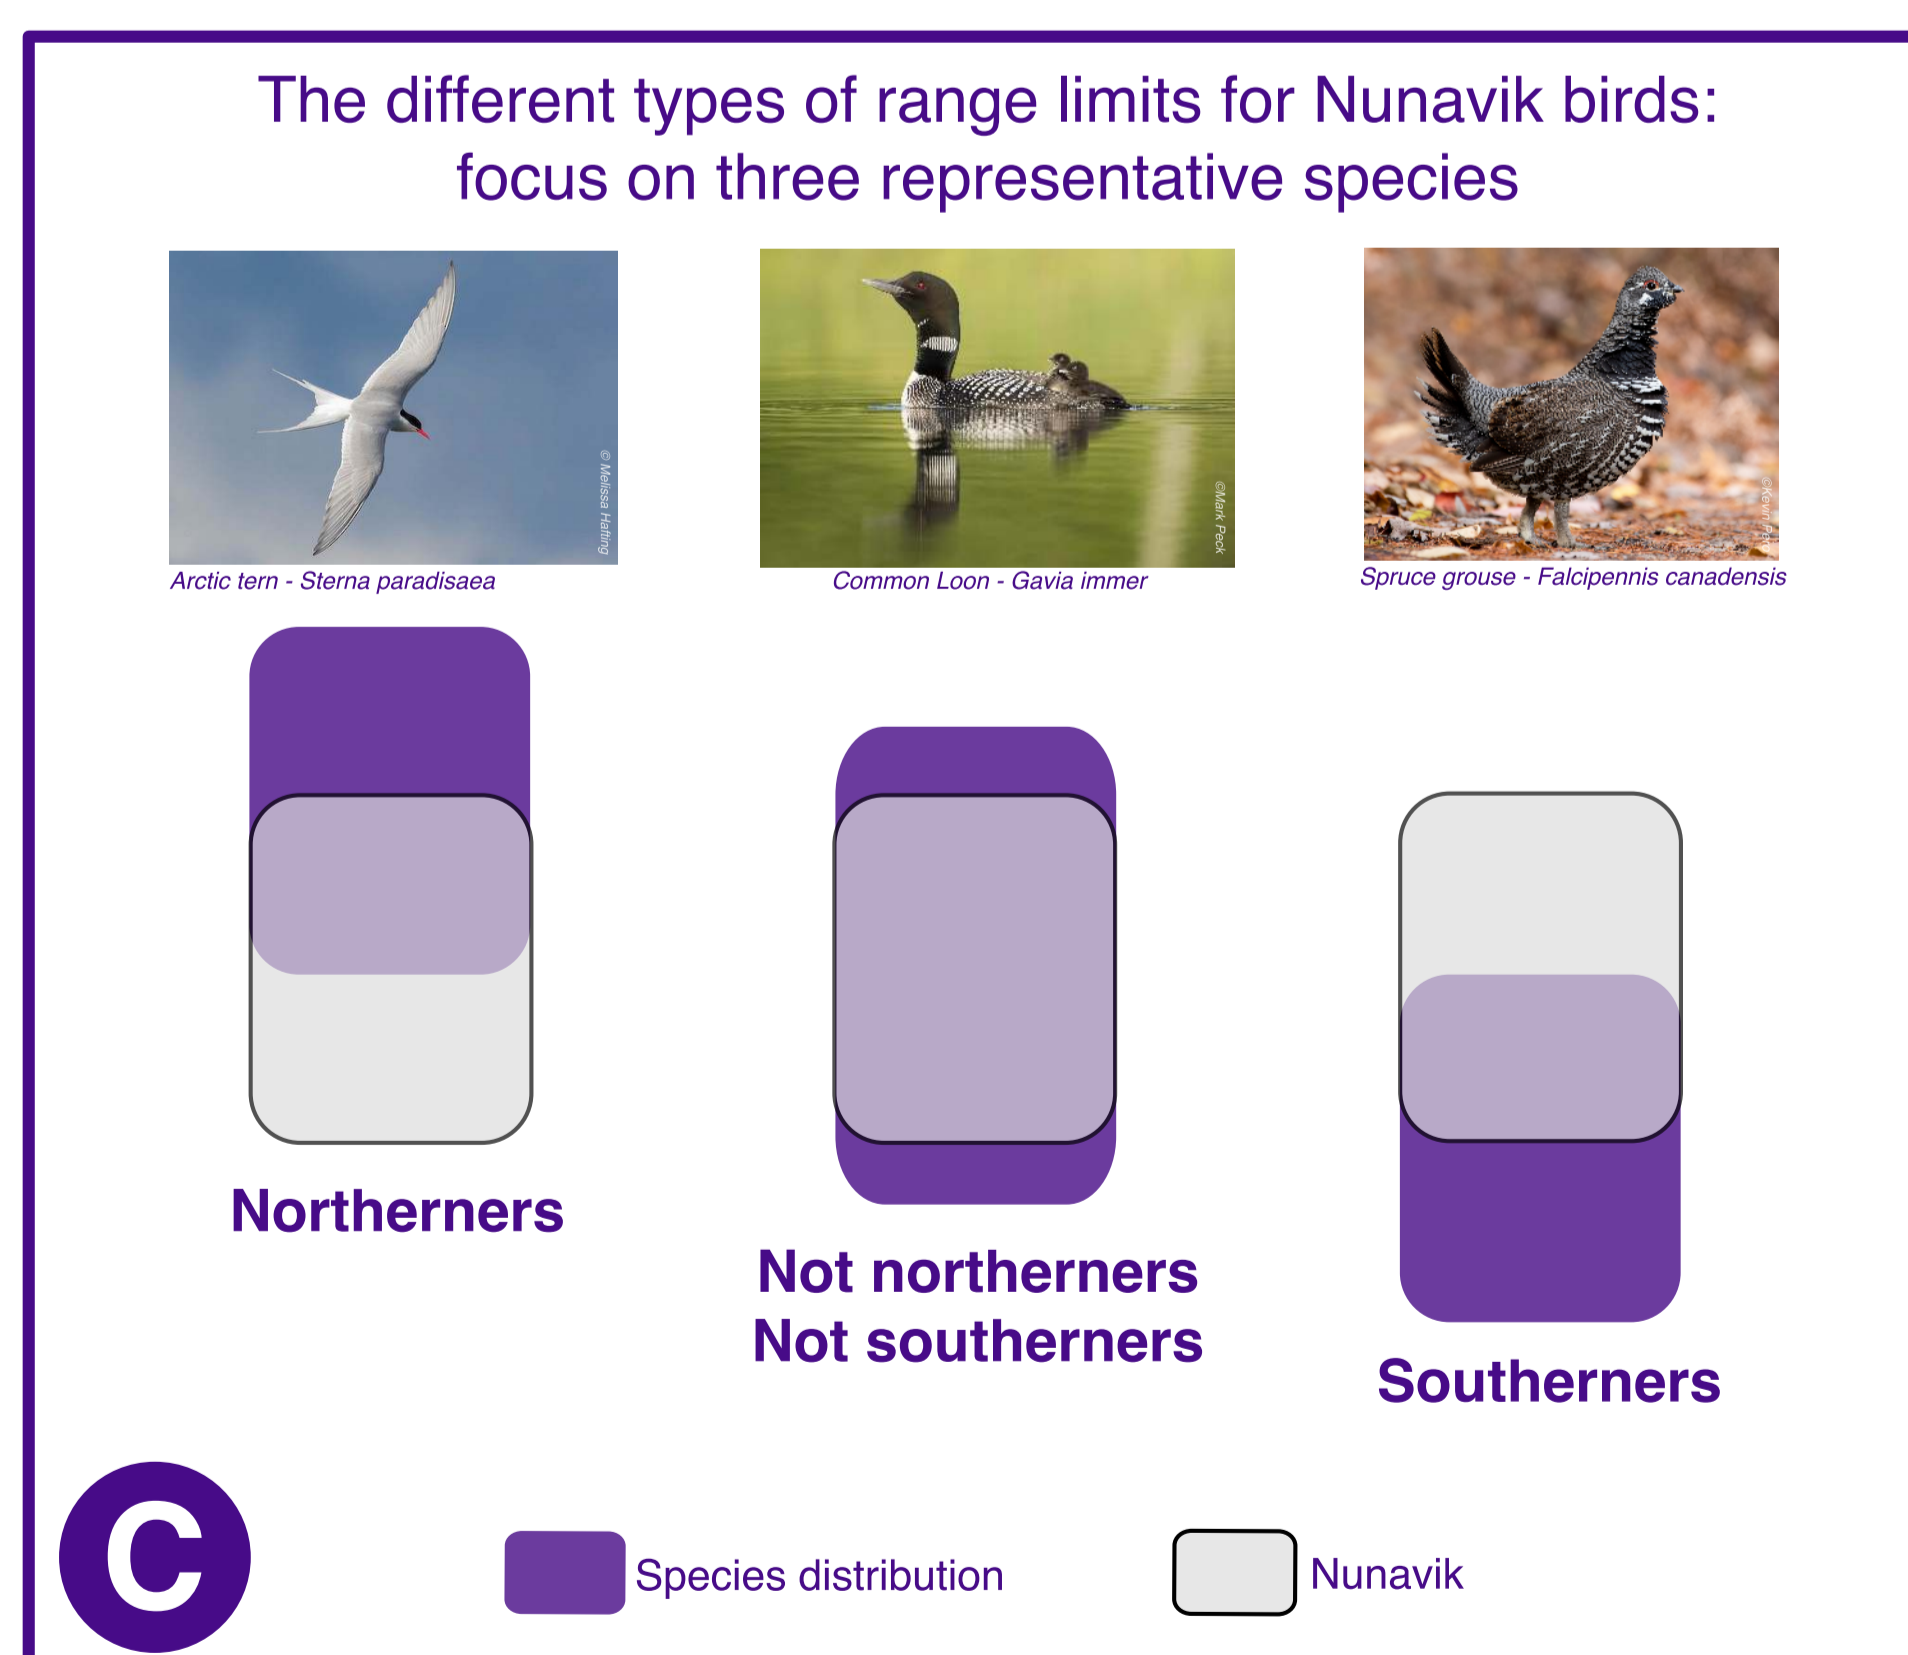 The different types of range limits for Nunavik birds:
focus on three representative species
© Melissa Hafting
©Mark Peck
Arctic tern - Sterna paradisaea
Common Loon - Gavia immer
Spruce grouse - Falcipennis canadensis
Northerners
Not northerners
Not southerners
Southerners
C
Species distribution
Nunavik